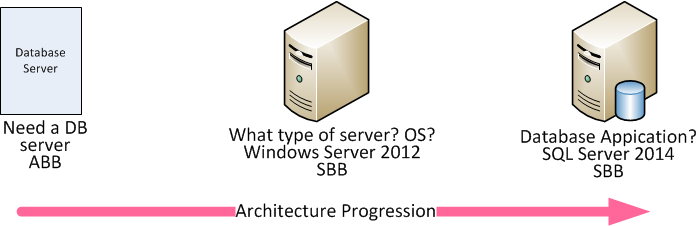 Database
Server
Need a DB
server
ABB
What type of server? OS?
Windows Server 2012
SBB
Database Appication?
SQL Server 2014
SBB
Architecture Progression